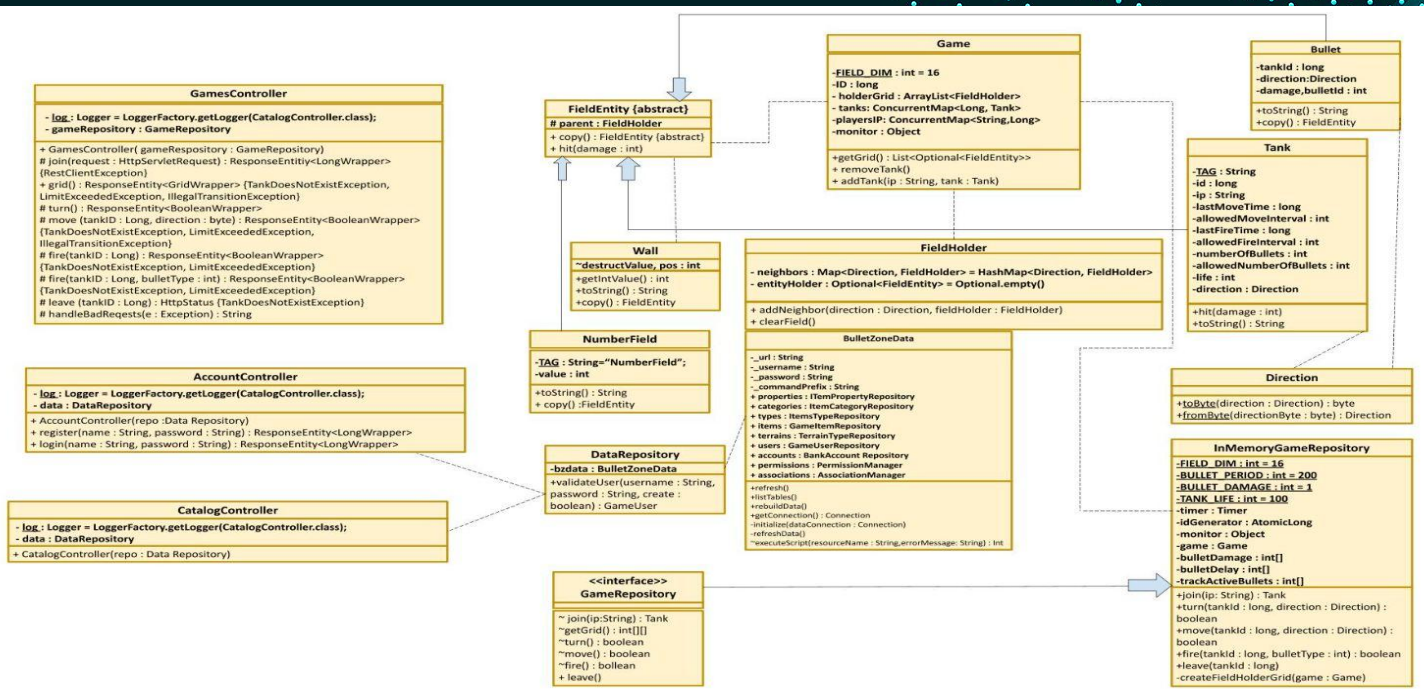 GamesController
- log : Logger = LoggerFactory.getLogger(CatalogController.class);
- gameRepository : GameRepository
+ GamesController( gameRespository : GameRepository)
# join(request : HttpServletRequest) : ResponseEntitiy<LongWrapper>
{RestClientException}
+ grid() : ResponseEntity<GridWrapper> {TankDoesNotExistException,
LimitExceededException, IllegalTransitionException}
# turn() : ResponseEntity<BooleanWrapper>
# move (tankID : Long, direction : byte) : ResponseEntity<BooleanWrapper>
{TankDoesNotExistException, LimitExceededException,
IllegalTransitionException}
# fire(tankID : Long) : ResponseEntity<BooleanWrapper>
{TankDoesNotExistException, LimitExceededException}
# fire(tankID : Long, bulletType : int) : ResponseEntity<BooleanWrapper>
{TankDoesNotExistException, LimitExceededException}
# leave (tankID : Long) : HttpStatus {TankDoesNotExistException}
# handleBadReqests(e : Exception) : String
AccountController
- log : Logger = LoggerFactory.getLogger(CatalogController.class);
- data : DataRepository
+ AccountController(repo :Data Repository)
+ register(name : String, password : String) : ResponseEntity<LongWrapper>
+ login(name : String, password : String) : ResponseEntity<LongWrapper>
CatalogController
- log : Logger = LoggerFactory.getLogger(CatalogController.class);
- data : DataRepository
+ CatalogController(repo : Data Repository)
FieldEntity {abstract}
# parent : FieldHolder
+ copy() : FieldEntity {abstract}
+ hit(damage : int)
Wall
~destructValue, pos : int
+getIntValue() : int
+toString() : String
+copy() : FieldEntity
NumberField
-TAG : String="NumberField";
-value : int
+toString() : String
+ copy() :FieldEntity
DataRepository
-bzdata : BulletZoneData
+validateUser(username : String,
password : String, create :
boolean) : GameUser
<<interface>>
GameRepository
~ join(ip:String) : Tank
~getGrid() : int[][]
~turn() : boolean
~move() : boolean
~fire() : bollean
+ leave()
Game
-FIELD_DIM : int = 16
-ID : long
- holderGrid : ArrayList<FieldHolder>
- tanks: ConcurrentMap<Long, Tank>
-playersIP: ConcurrentMap<String,Long>
-monitor : Object
+getGrid() : List<Optional<FieldEntity>>
+ removeTank()
+ addTank(ip : String, tank : Tank)
FieldHolder
- neighbors : Map<Direction, FieldHolder> = HashMap<Direction, FieldHolder>
- entityHolder : Optional<FieldEntity> = Optional.empty()
+ addNeighbor(direction : Direction, fieldHolder : FieldHolder)
+ clearField()
BulletZoneData
-_url : String
-_username : String
-_password : String
-_commandPrefix : String
+ properties : ITemPropertyRepository
+ categories : ItemCategoryRepository
+ types : ItemsTypeRepository
+ items : GameItemRepository
+ terrains : TerrainTypeRepository
+ users : GameUserRepository
+ accounts : BankAccount Repository
+ permissions : PermissionManager
+ associations : AssociationManager
+refresh()
+listTables()
+rebuildData()
+getConnection() : Connection
-initialize(dataConnection : Connection)
-refreshData()
~executeScript(resourceName : String,errorMessage: String) : Int
Bullet
-tankId : long
-direction:Direction
-damage,bulletId : int
+toString() : String
+copy() : FieldEntity
Tank
-TAG : String
-id : long
-ip : String
-lastMoveTime : long
-allowedMoveInterval : int
-lastFireTime : long
-allowedFireInterval : int
-numberOfBullets : int
-allowedNumberOfBullets : int
-life : int
-direction : Direction
+hit(damage : int)
+toString() : String
Direction
+toByte(direction : Direction) : byte
+fromByte(directionByte : byte) : Direction
InMemoryGameRepository
-FIELD_DIM : int = 16
-BULLET_PERIOD : int = 200
-BULLET_DAMAGE : int = 1
-TANK_LIFE : int = 100
-timer : Timer
-idGenerator : AtomicLong
-monitor : Object
-game : Game
-bulletDamage : int[]
-bulletDelay : int[]
-trackActiveBullets : int[]
+join(ip: String) : Tank
+turn(tankId : long, direction : Direction) :
boolean
+move(tankId : long, direction : Direction) :
boolean
+fire(tankId : long, bulletType : int) : boolean
+leave(tankId : long)
-createFieldHolderGrid(game : Game)